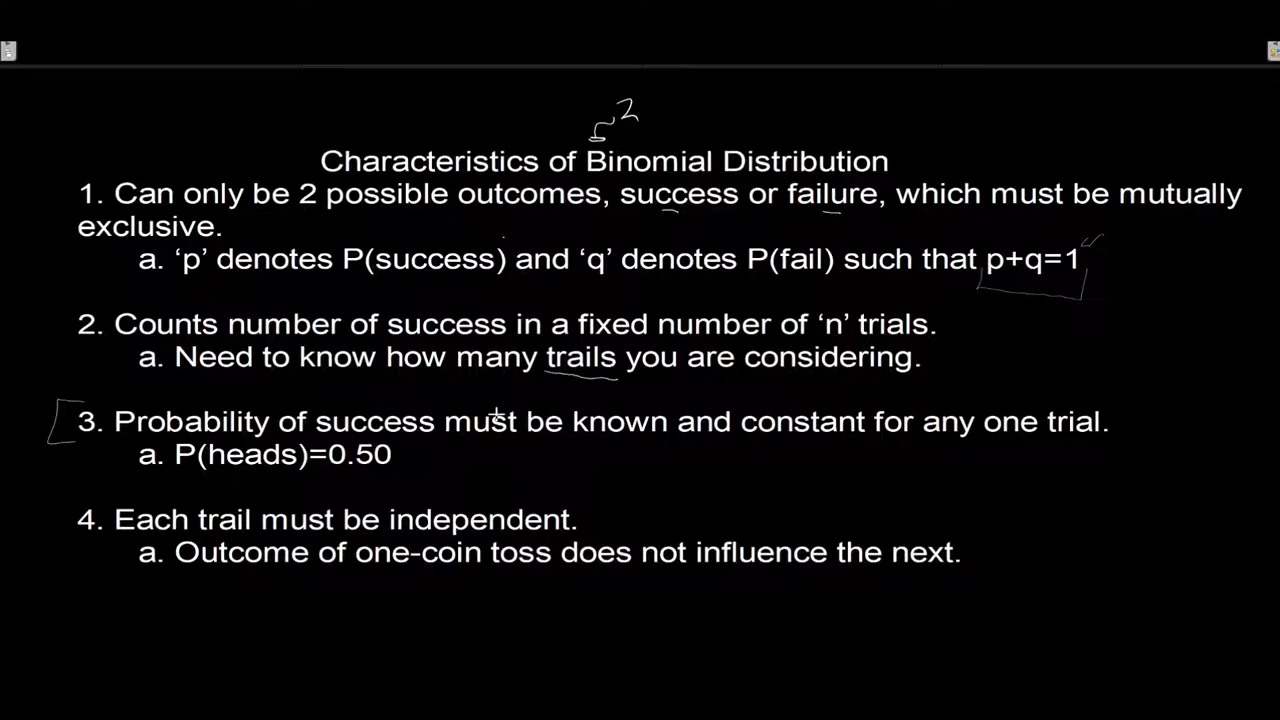 2
Characteristics of Binomial Distribution
1. Can only be 2 possible outcomes, success or failure, which must be mutually
exclusive.
a. ‘p’ denotes P(success) and ‘q’ denotes P(fail) such that p+q=1
2. Counts number of success in a fixed number of ‘n’ trials.
a. Need to know how many trails you are considering.
3. Probability of success must be known and constant for any one trial.
a. P(heads)=0.50
4. Each trail must be independent.
a. Outcome of one-coin toss does not influence the next.